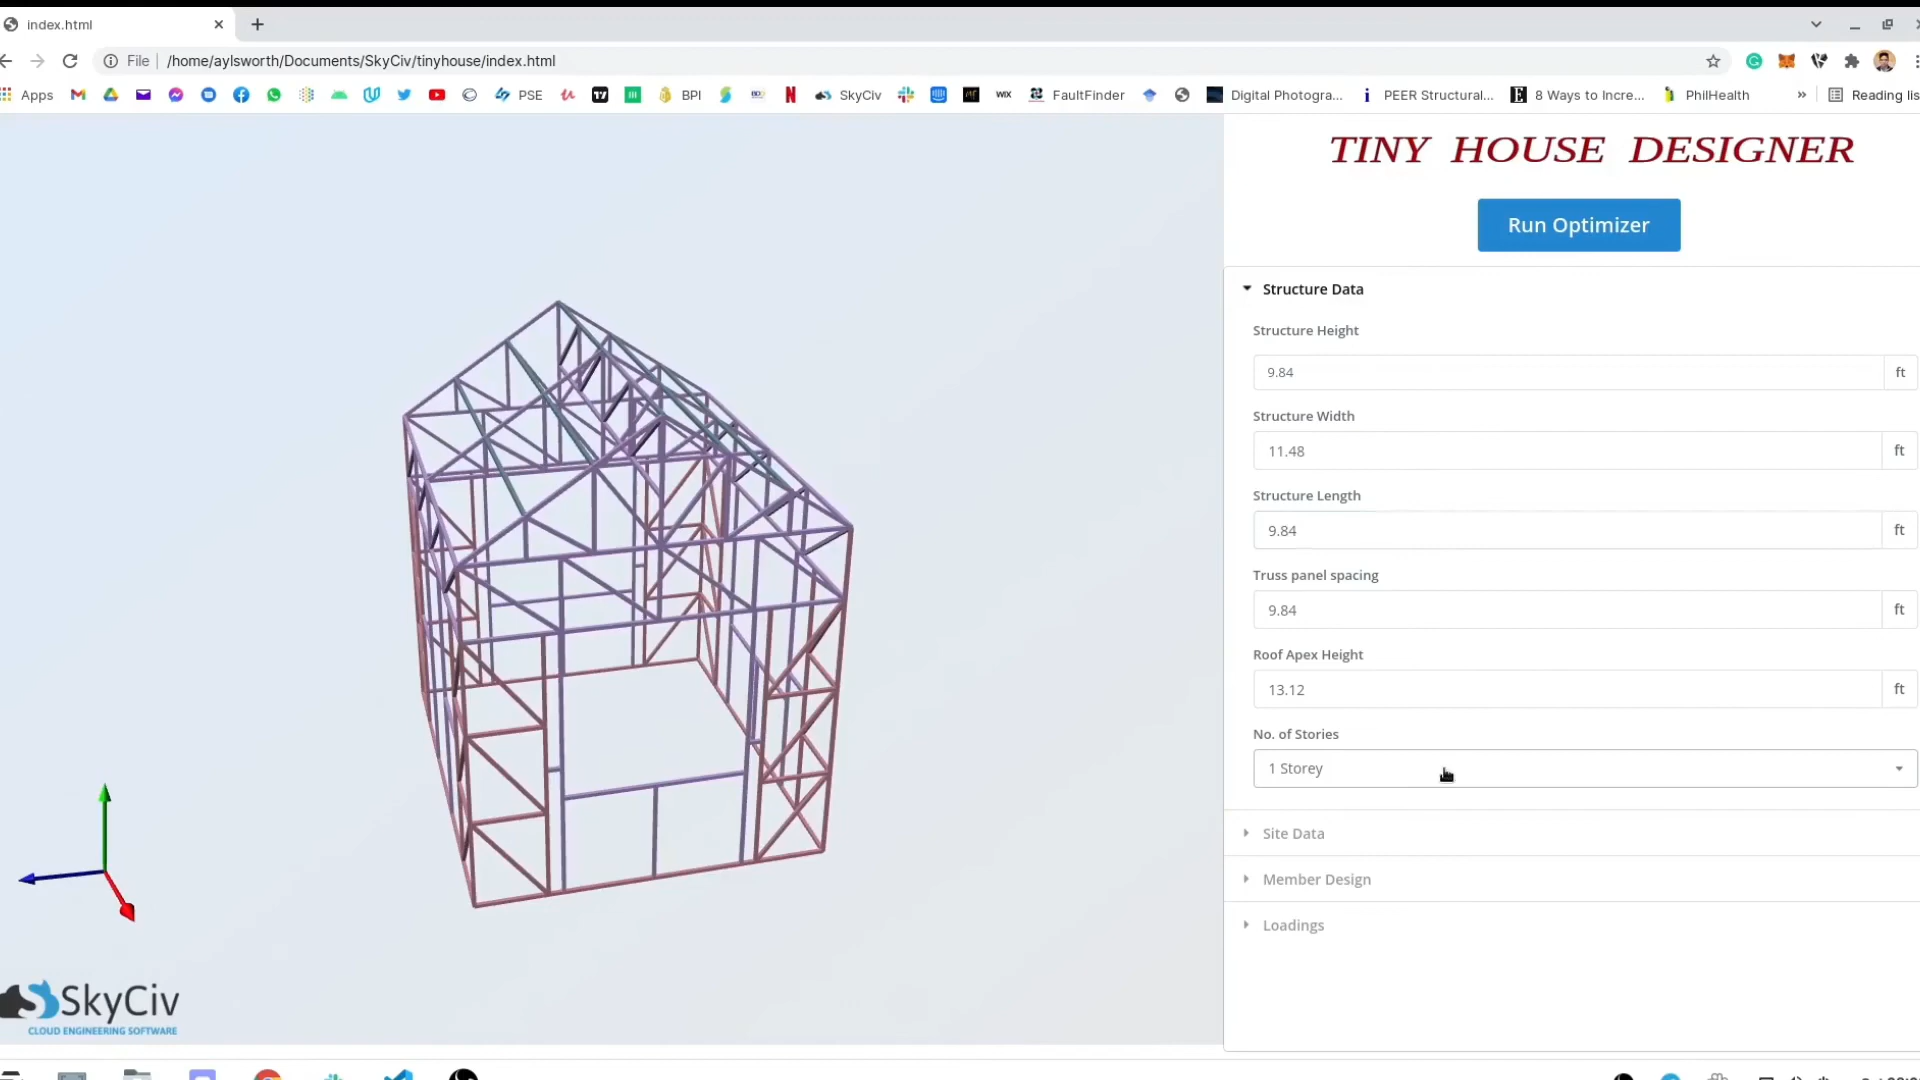 index.html
File /home/aylsworth/Documents/SkyCiv/tinyhouse/index.html
Apps PSE BPI SkyCiv WIX FaultFinder Digital Photogra... PEER Structural... 8 Ways to Incre... PhilHealth » Reading lis
TINY HOUSE DESIGNER
Run Optimizer
Structure Data
Structure Height
9.84 ft
Structure Width
11.48 ft
Structure Length
9.84 ft
Truss panel spacing
9.84 ft
Roof Apex Height
13.12 ft
No. of Stories
1 Storey
Site Data
Member Design
Loadings
SkyCiv
CLOUD ENGINEERING SOFTWARE